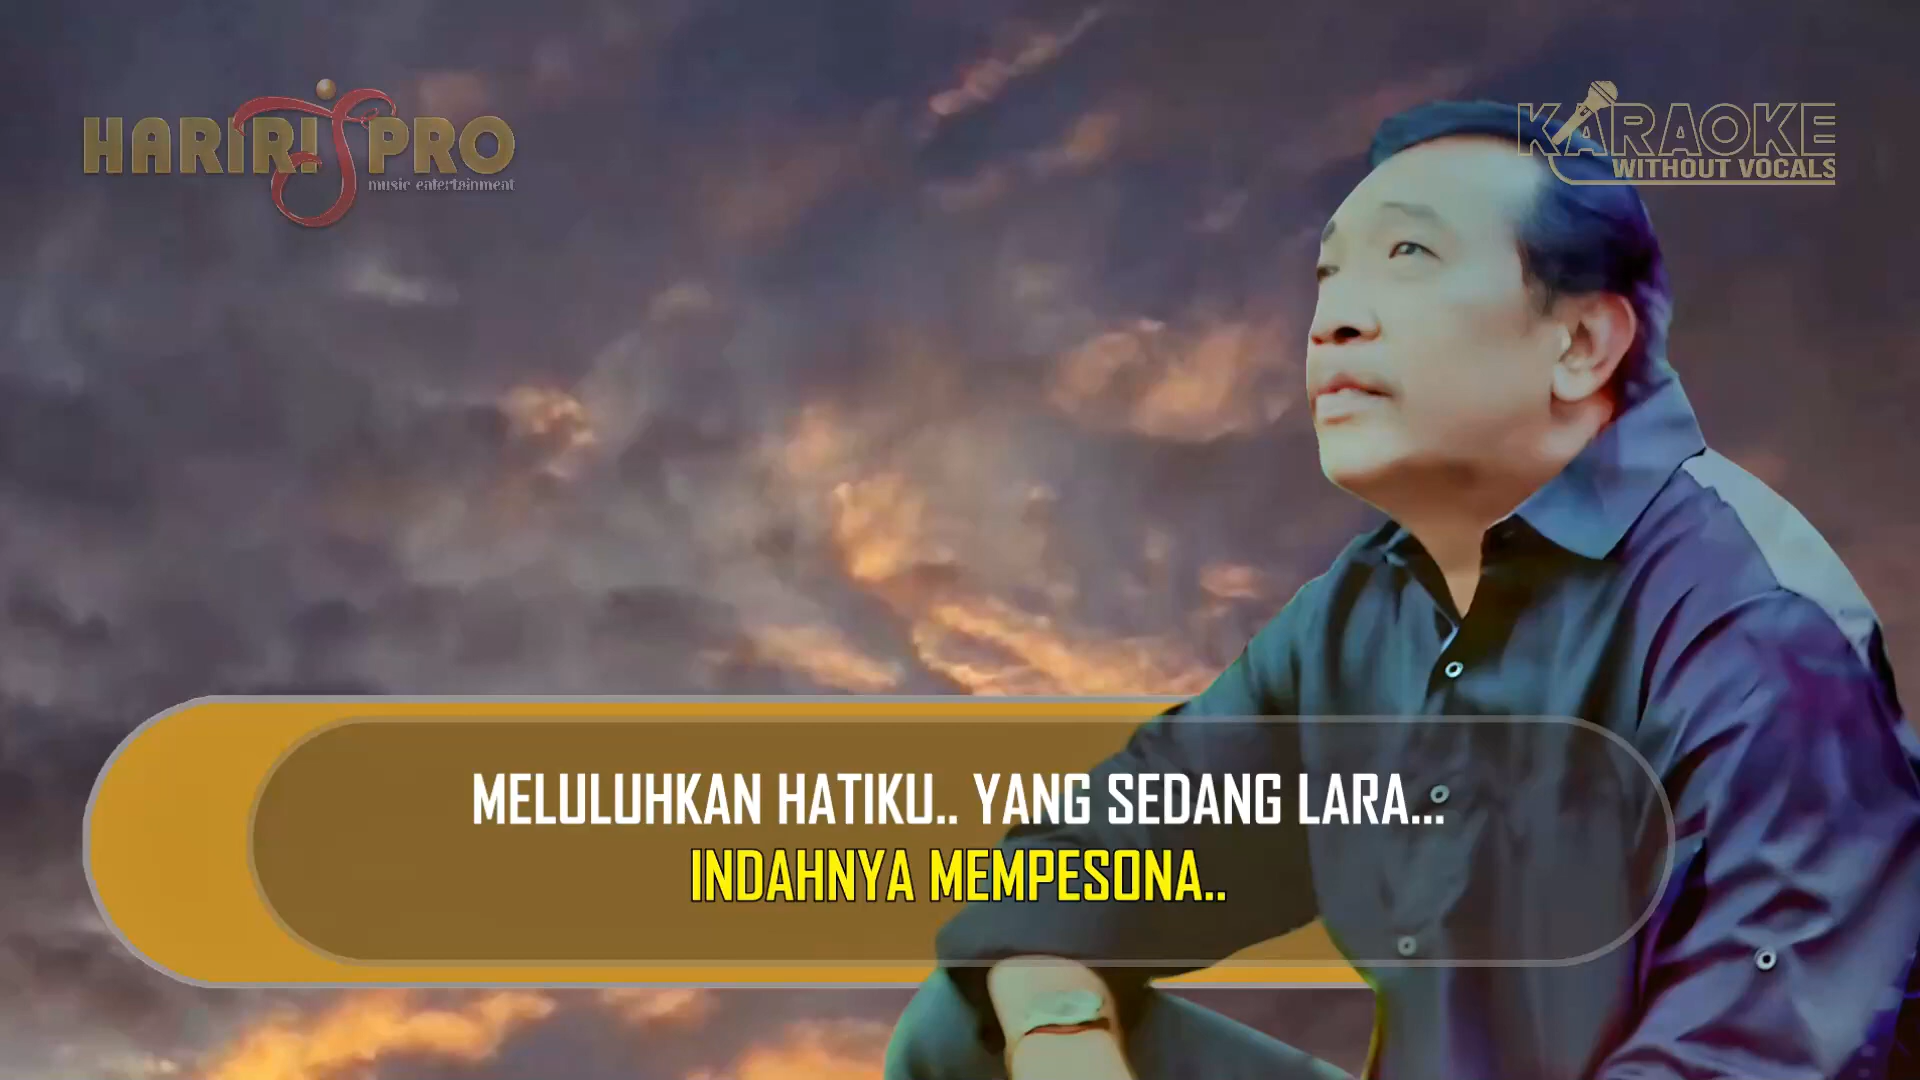 HARIRI PRO
music entertainment
KARAOKE
WITHOUT VOCALS
MELULUHKAN HATIKU.. YANG SEDANG LARA...
INDAHNYA MEMPESONA..